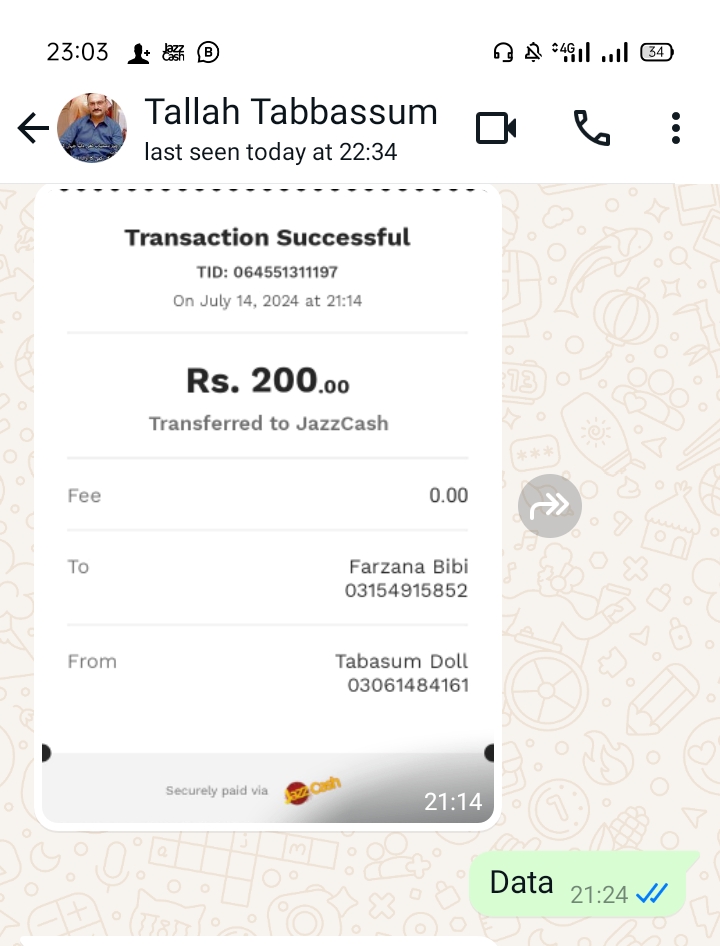 23:03 Jazz Cash B 4G 34
Tallah Tabbassum
last seen today at 22:34
Transaction Successful
TID: 064551311197
On July 14, 2024 at 21:14
Rs. 200.00
Transferred to JazzCash
Fee 0.00
To Farzana Bibi
03154915852
From Tabasum Doll
03061484161
Securely paid via JazzCash
21:14
Data 21:24